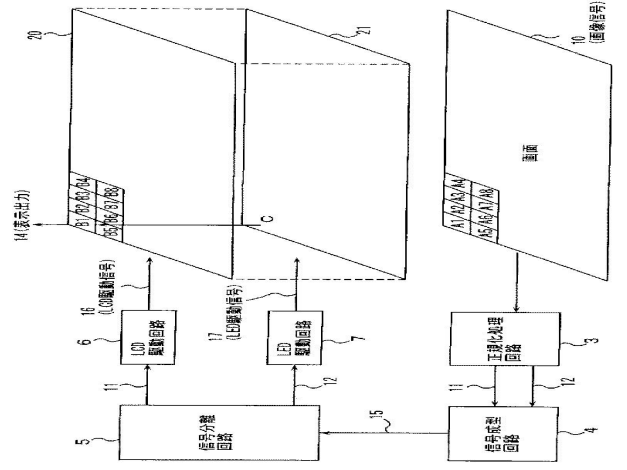 14(表示出力)
20
21
B1 B2 B3 B4
B5 B6 B7 B8
C
16
(LCD駆動信号)
17
(LED駆動信号)
6
LCD
駆動回路
LED
駆動回路
7
11
12
5
信号分離
回路
15
10
(画像信号)
画面
A1 A2 A3 A4
A5 A6 A7 A8
正規化処理
回路
3
11
12
信号成型
回路
4